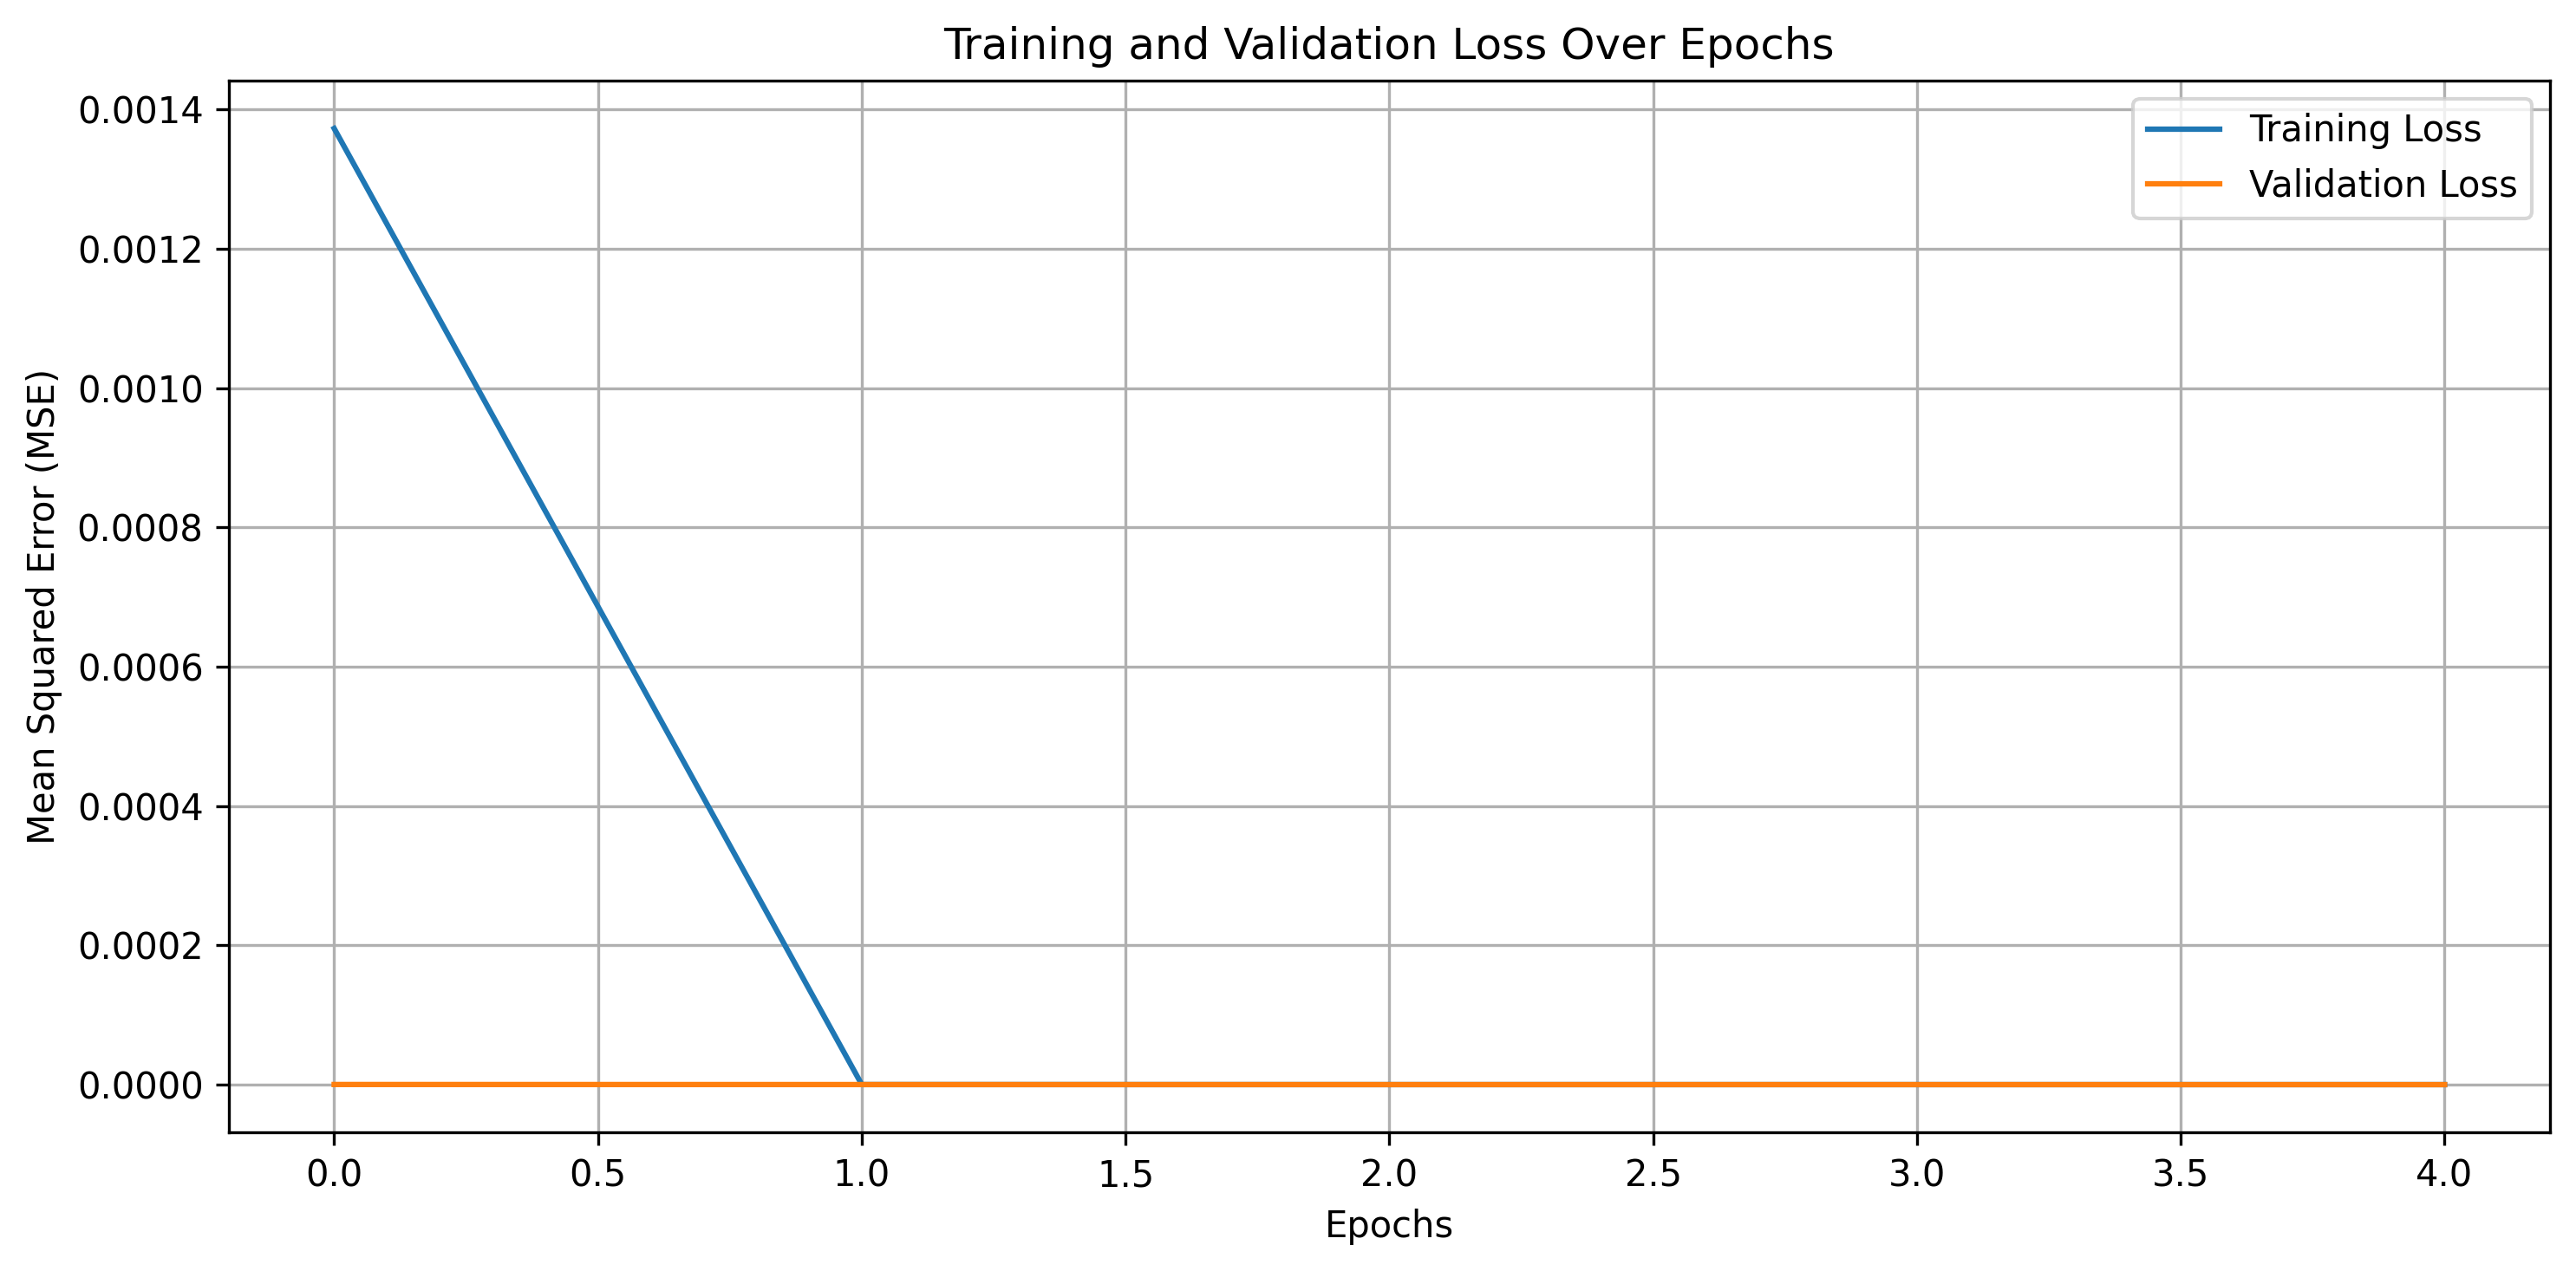 Training and Validation Loss Over Epochs
Training Loss
Validation Loss
Mean Squared Error (MSE)
0.0014
0.0012
0.0010
0.0008
0.0006
0.0004
0.0002
0.0000
0.0 0.5 1.0 1.5 2.0 2.5 3.0 3.5 4.0
Epochs